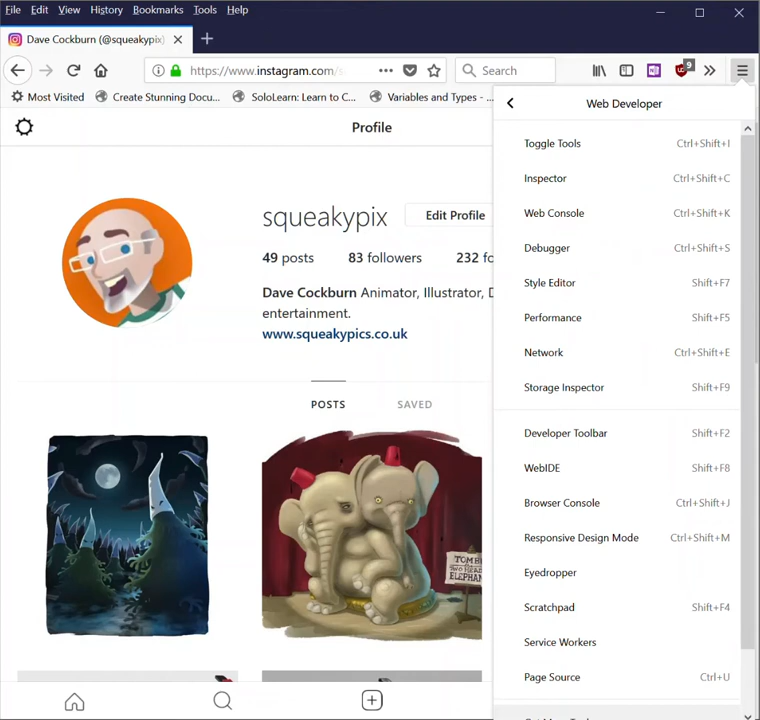 File Edit View History Bookmarks Tools Help
Dave Cockburn (@squeakypix)
https://www.instagram.com/s
Search
9
Most Visited Create Stunning Docu... SoloLearn: Learn to C... Variables and Types - ...
Web Developer
Profile
Toggle Tools Ctrl+Shift+I
Inspector Ctrl+Shift+C
Web Console Ctrl+Shift+K
Debugger Ctrl+Shift+S
Style Editor Shift+F7
Performance Shift+F5
Network Ctrl+Shift+E
Storage Inspector Shift+F9
Developer Toolbar Shift+F2
WebIDE Shift+F8
Browser Console Ctrl+Shift+J
Responsive Design Mode Ctrl+Shift+M
Eyedropper
Scratchpad Shift+F4
Service Workers
Page Source Ctrl+U
squeakypix Edit Profile
49 posts 83 followers 232 fo
Dave Cockburn Animator, Illustrator, D
entertainment.
www.squeakypics.co.uk
POSTS SAVED
TWO HEAD
ELEPHAN